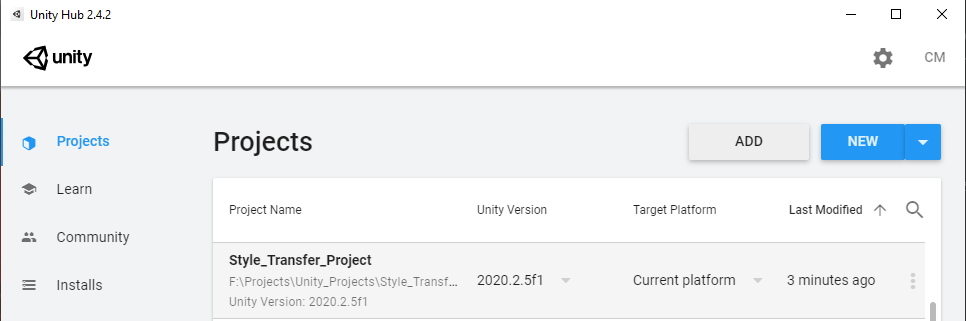 Unity Hub 2.4.2
unity
CM
Projects
Learn
Community
Installs
Projects
ADD
NEW
Project Name
Unity Version
Target Platform
Last Modified
Style_Transfer_Project
F:\Projects\Unity_Projects\Style_Transf...
Unity Version: 2020.2.5f1
2020.2.5f1
Current platform
3 minutes ago